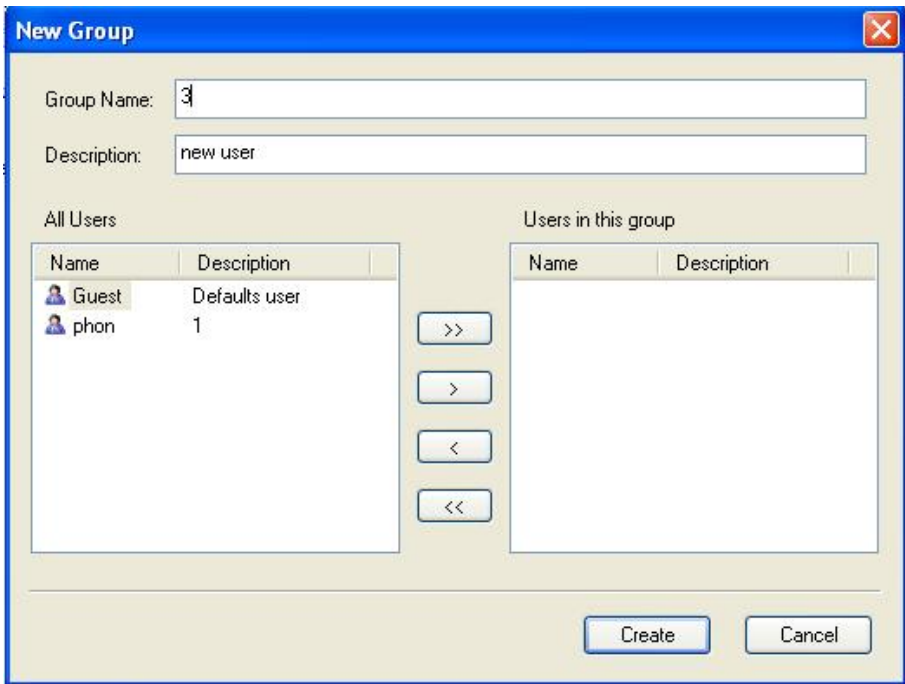 New Group
Group Name: 3
Description: new user
All Users
Users in this group
Name Description
Name Description
Guest Defaults user
phon 1
>>
>
<
<<
Create Cancel